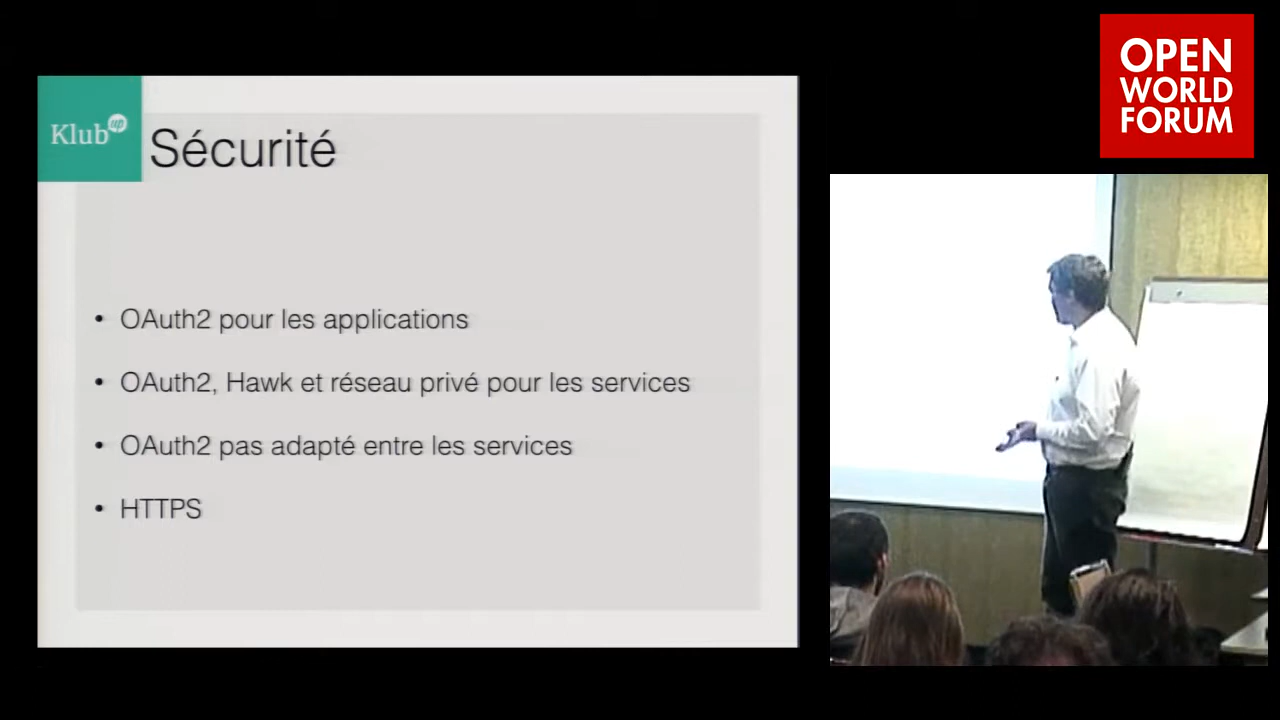 OPEN
WORLD
FORUM
Klub up
Sécurité
• OAuth2 pour les applications
• OAuth2, Hawk et réseau privé pour les services
• OAuth2 pas adapté entre les services
• HTTPS